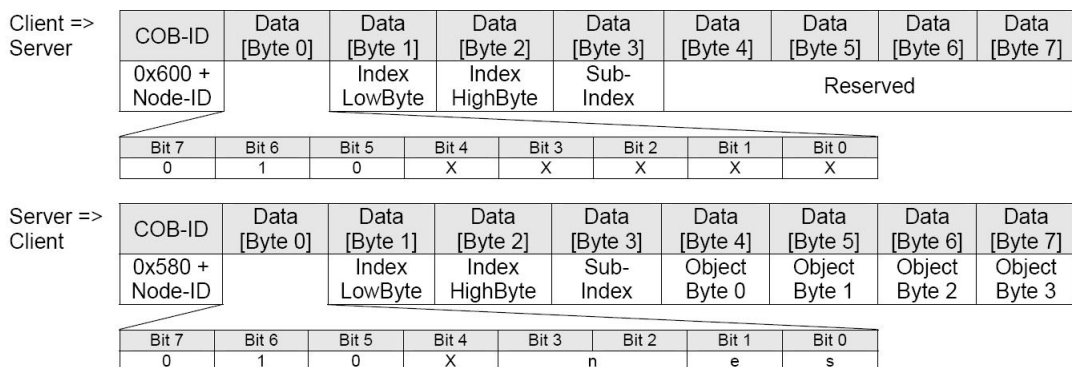 Client =>
Server
COB-ID
Data
[Byte 0]
Data
[Byte 1]
Data
[Byte 2]
Data
[Byte 3]
Data
[Byte 4]
Data
[Byte 5]
Data
[Byte 6]
Data
[Byte 7]
0x600 +
Node-ID
Index
LowByte
Index
HighByte
Sub-
Index
Reserved
Bit 7 Bit 6 Bit 5 Bit 4 Bit 3 Bit 2 Bit 1 Bit 0
0 1 0 X X X X X
Server =>
Client
COB-ID
Data
[Byte 0]
Data
[Byte 1]
Data
[Byte 2]
Data
[Byte 3]
Data
[Byte 4]
Data
[Byte 5]
Data
[Byte 6]
Data
[Byte 7]
0x580 +
Node-ID
Index
LowByte
Index
HighByte
Sub-
Index
Object
Byte 0
Object
Byte 1
Object
Byte 2
Object
Byte 3
Bit 7 Bit 6 Bit 5 Bit 4 Bit 3 Bit 2 Bit 1 Bit 0
0 1 0 X n e s